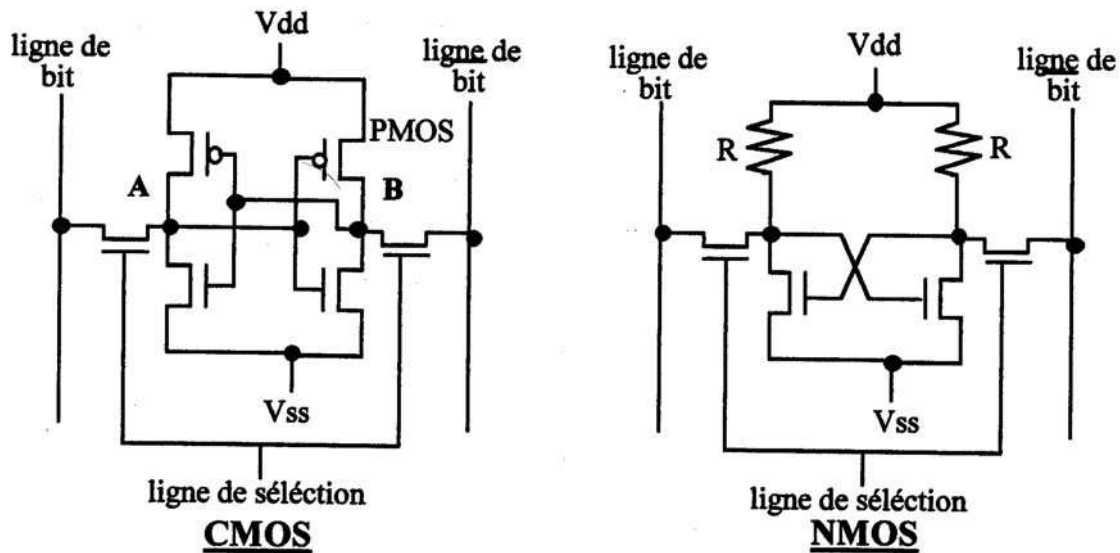 Vdd
ligne de
bit
ligne de
bit
PMOS
A
B
Vss
ligne de séléction
CMOS
Vdd
ligne de
bit
ligne de
bit
R
R
Vss
ligne de séléction
NMOS